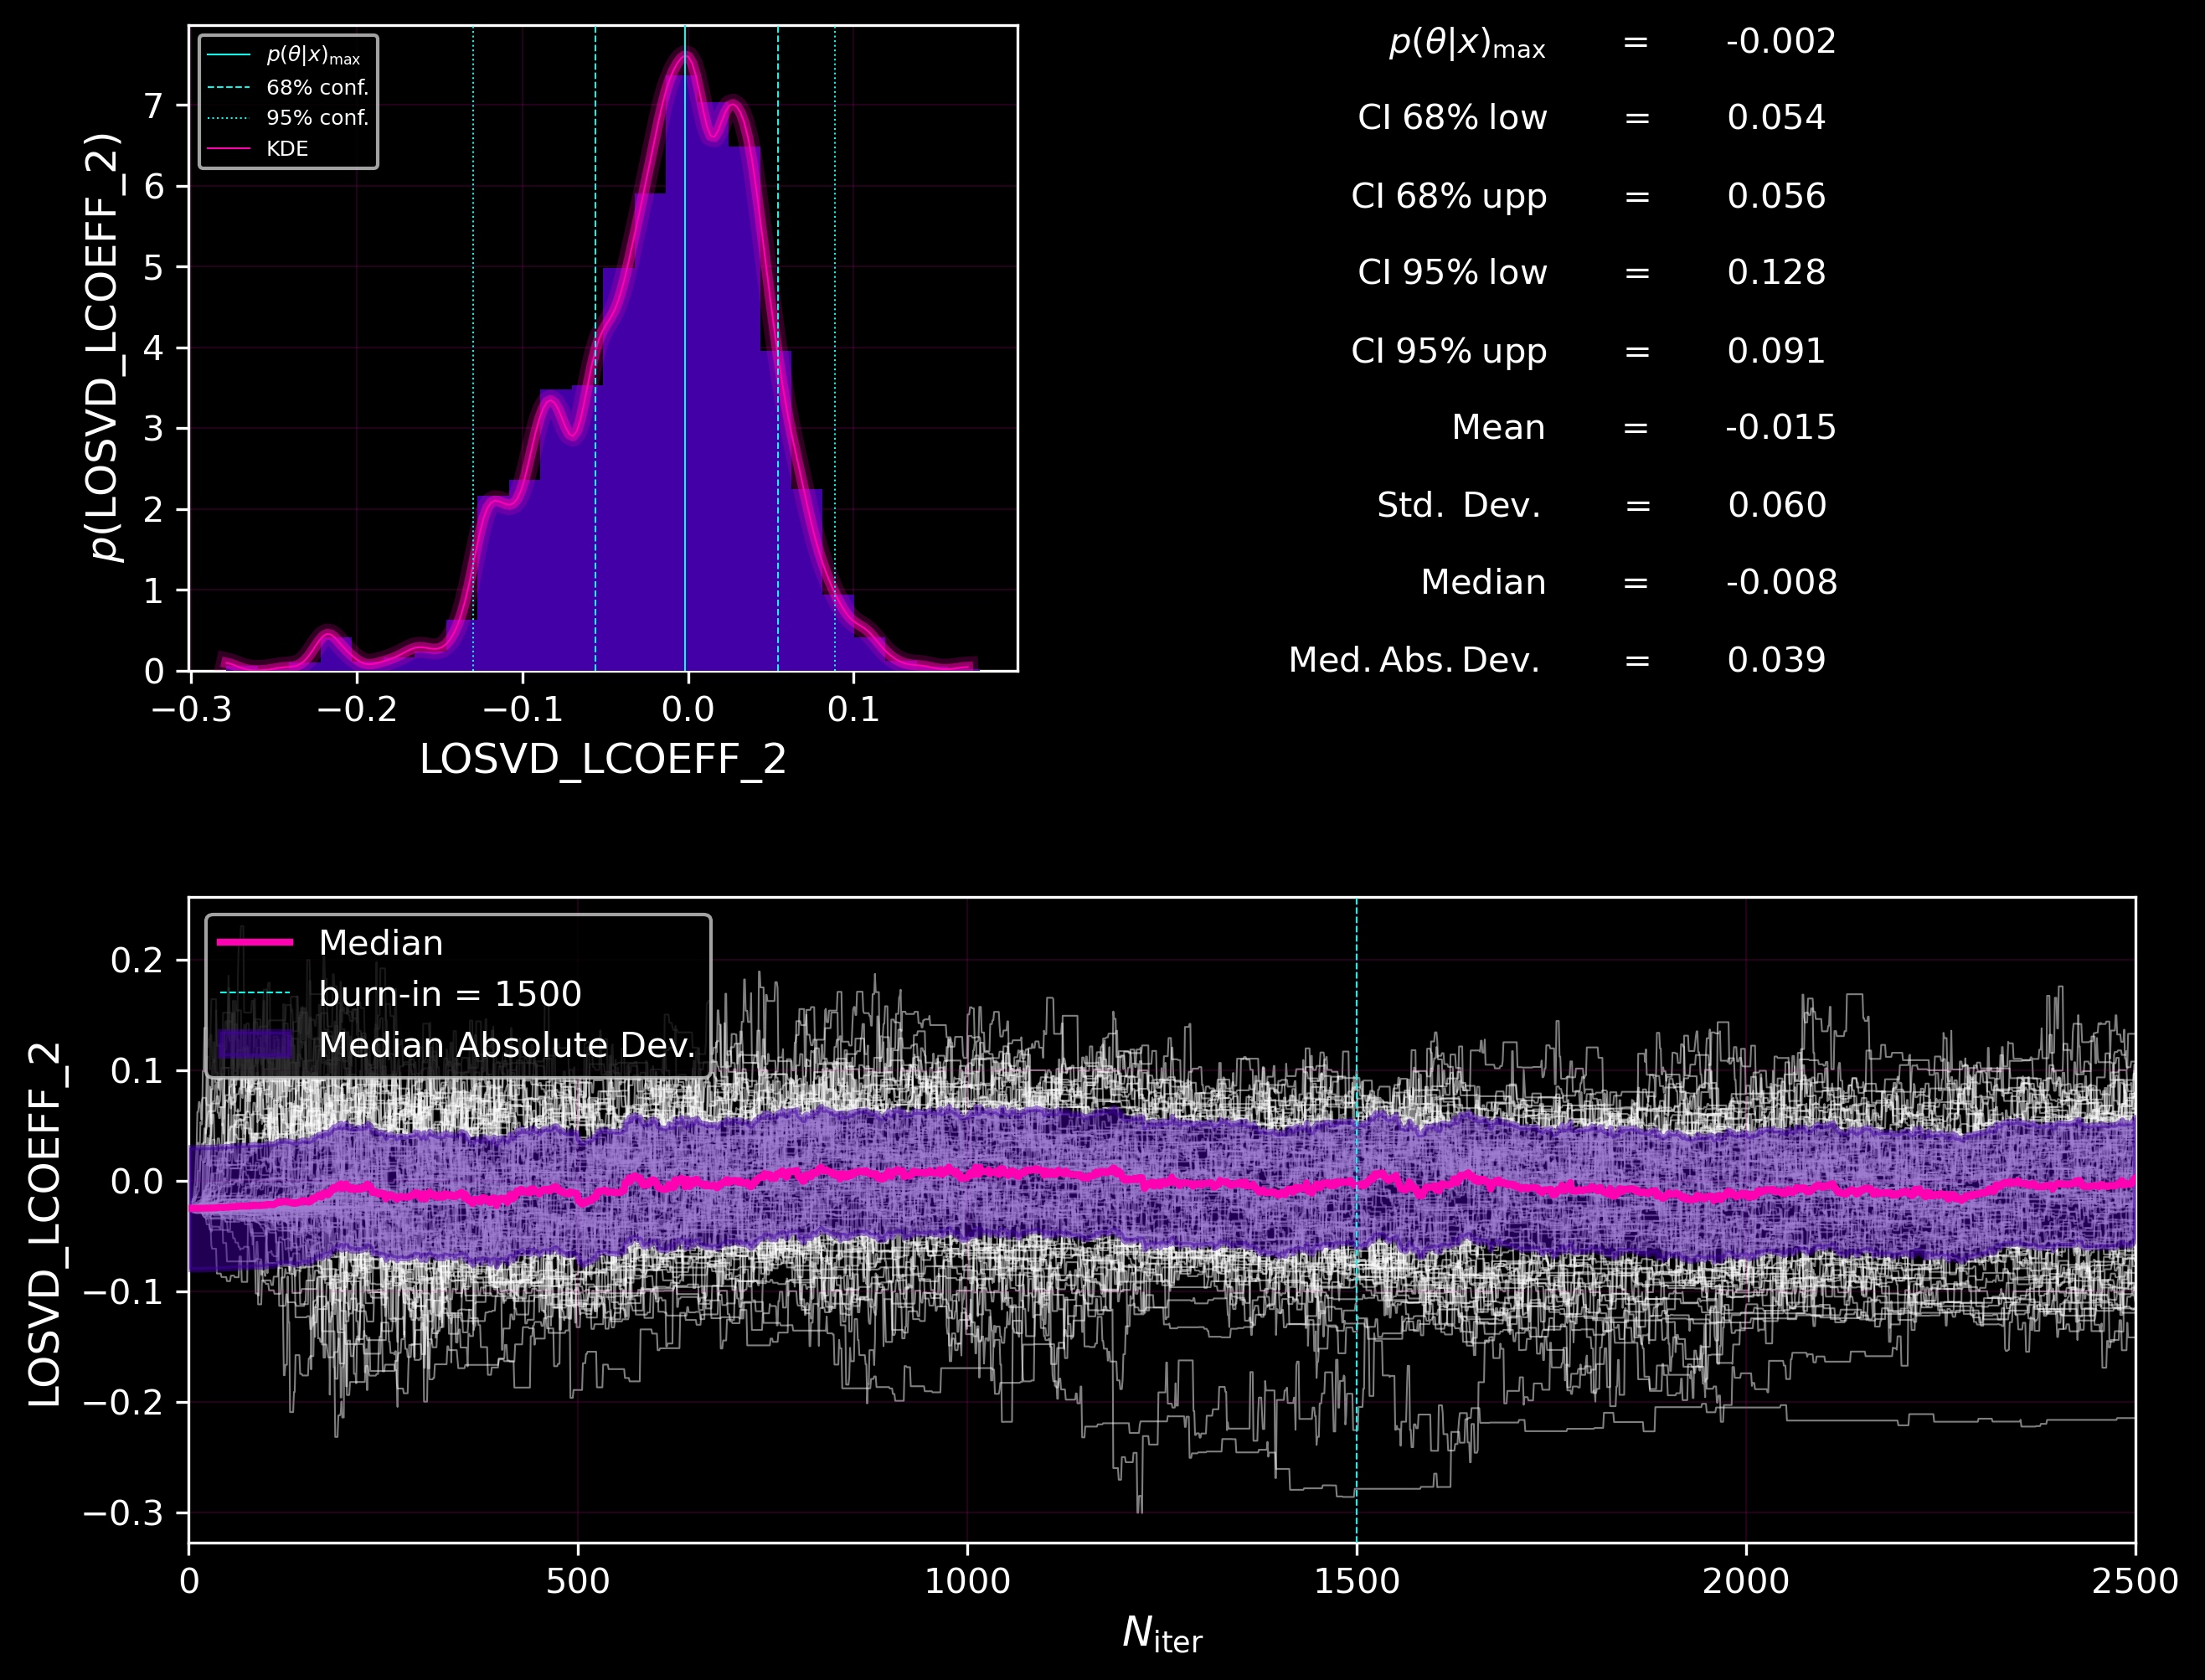 p(LOSVD_LCOEFF_2)
7
6
5
4
3
2
1
0
p(θ|x)max
68% conf.
95% conf.
KDE
−0.3 −0.2 −0.1 0.0 0.1
LOSVD_LCOEFF_2
p(θ|x)max = -0.002
CI 68% low = 0.054
CI 68% upp = 0.056
CI 95% low = 0.128
CI 95% upp = 0.091
Mean = -0.015
Std. Dev. = 0.060
Median = -0.008
Med. Abs. Dev. = 0.039
LOSVD_LCOEFF_2
0.2
0.1
0.0
−0.1
−0.2
−0.3
Median
burn-in = 1500
Median Absolute Dev.
0 500 1000 1500 2000 2500
Niter